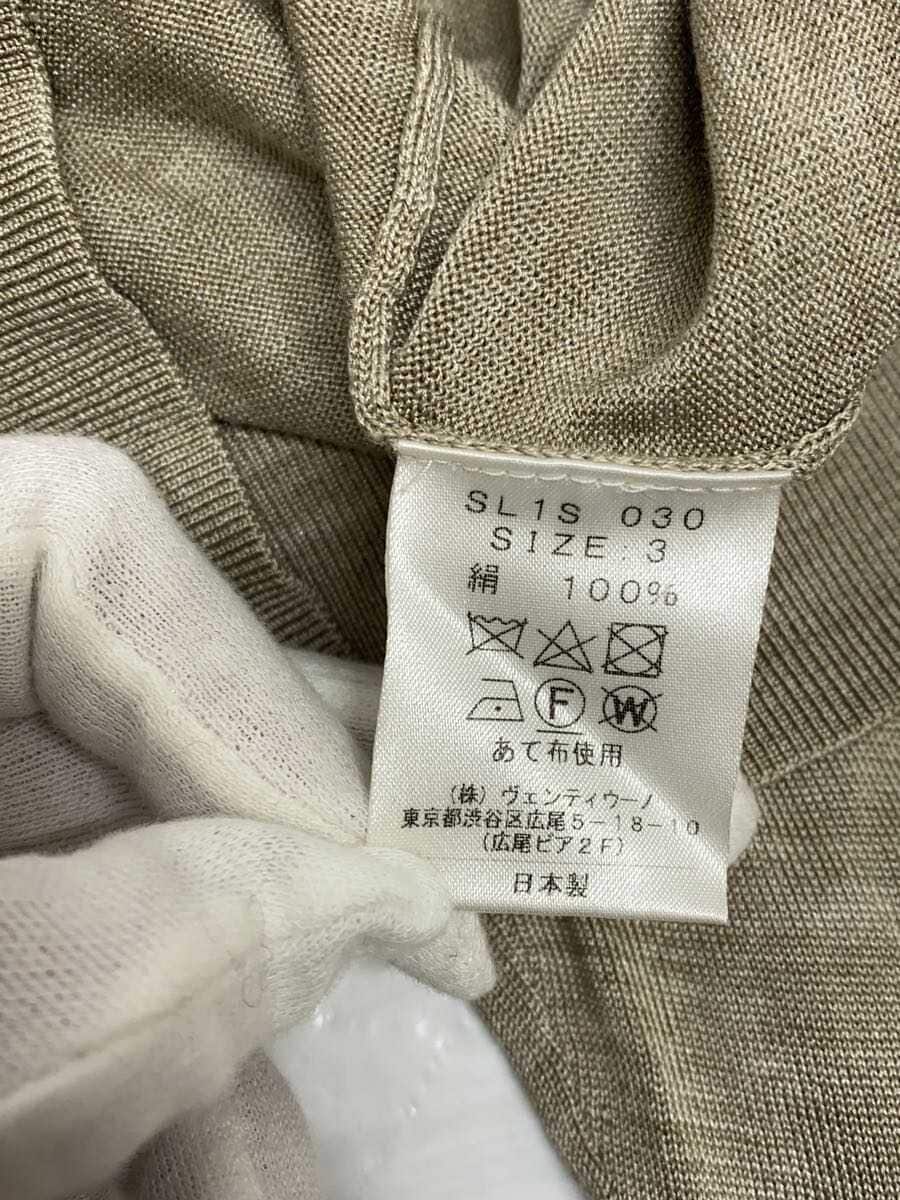 SL1S 030
SIZE:3
絹 100%
F W
あて布使用
(株)ヴェンティウーノ
東京都渋谷区広尾5-18-10
(広尾ピア2F)
日本製